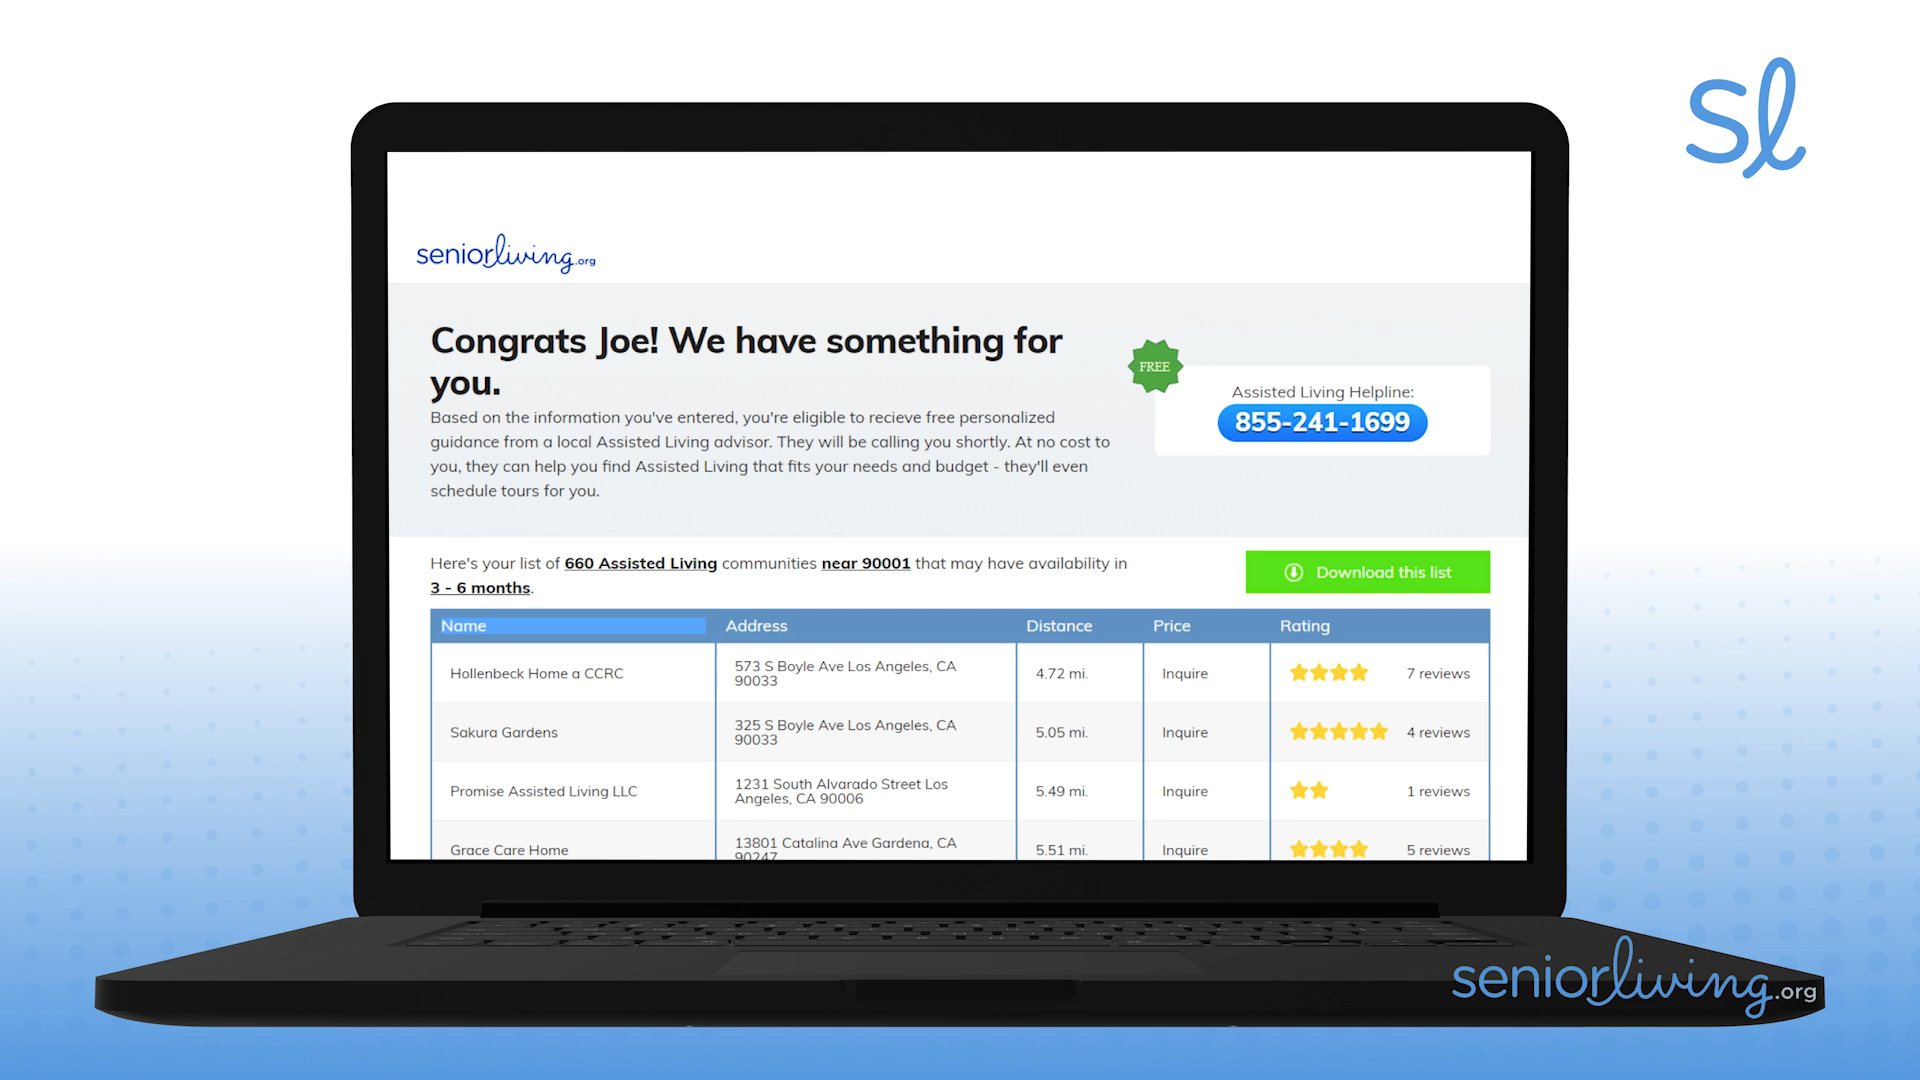 sl
seniorliving.org
Congrats Joe! We have something for
you.
Based on the information you've entered, you're eligible to recieve free personalized
guidance from a local Assisted Living advisor. They will be calling you shortly. At no cost to
you, they can help you find Assisted Living that fits your needs and budget - they'll even
schedule tours for you.
FREE
Assisted Living Helpline:
855-241-1699
Here's your list of 660 Assisted Living communities near 90001 that may have availability in
3 - 6 months.
Download this list
Name Address Distance Price Rating
Hollenbeck Home a CCRC
573 S Boyle Ave Los Angeles, CA
90033
4.72 mi. Inquire 7 reviews
Sakura Gardens
325 S Boyle Ave Los Angeles, CA
90033
5.05 mi. Inquire 4 reviews
Promise Assisted Living LLC
1231 South Alvarado Street Los
Angeles, CA 90006
5.49 mi. Inquire 1 reviews
Grace Care Home
13801 Catalina Ave Gardena, CA
90247
5.51 mi. Inquire 5 reviews
seniorliving.org